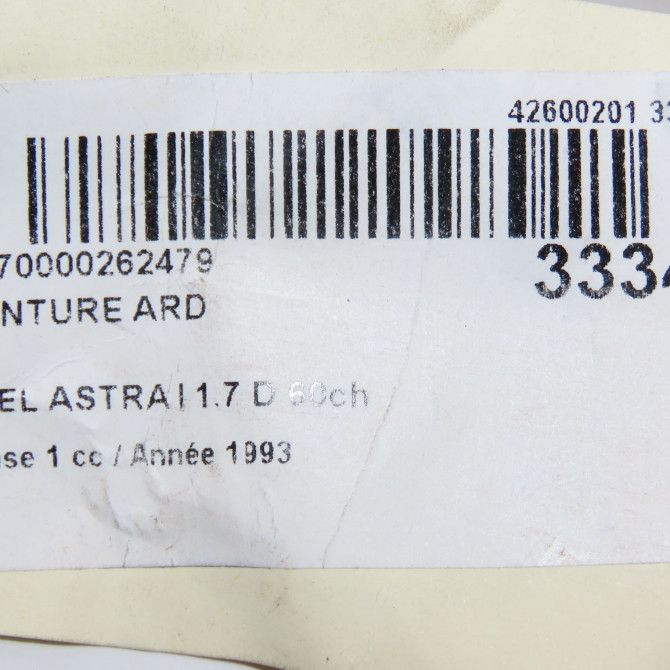 42600201 33
70000262479
3334
NTURE ARD
EL ASTRA I 1.7 D 60ch
se 1 cc / Année 1993